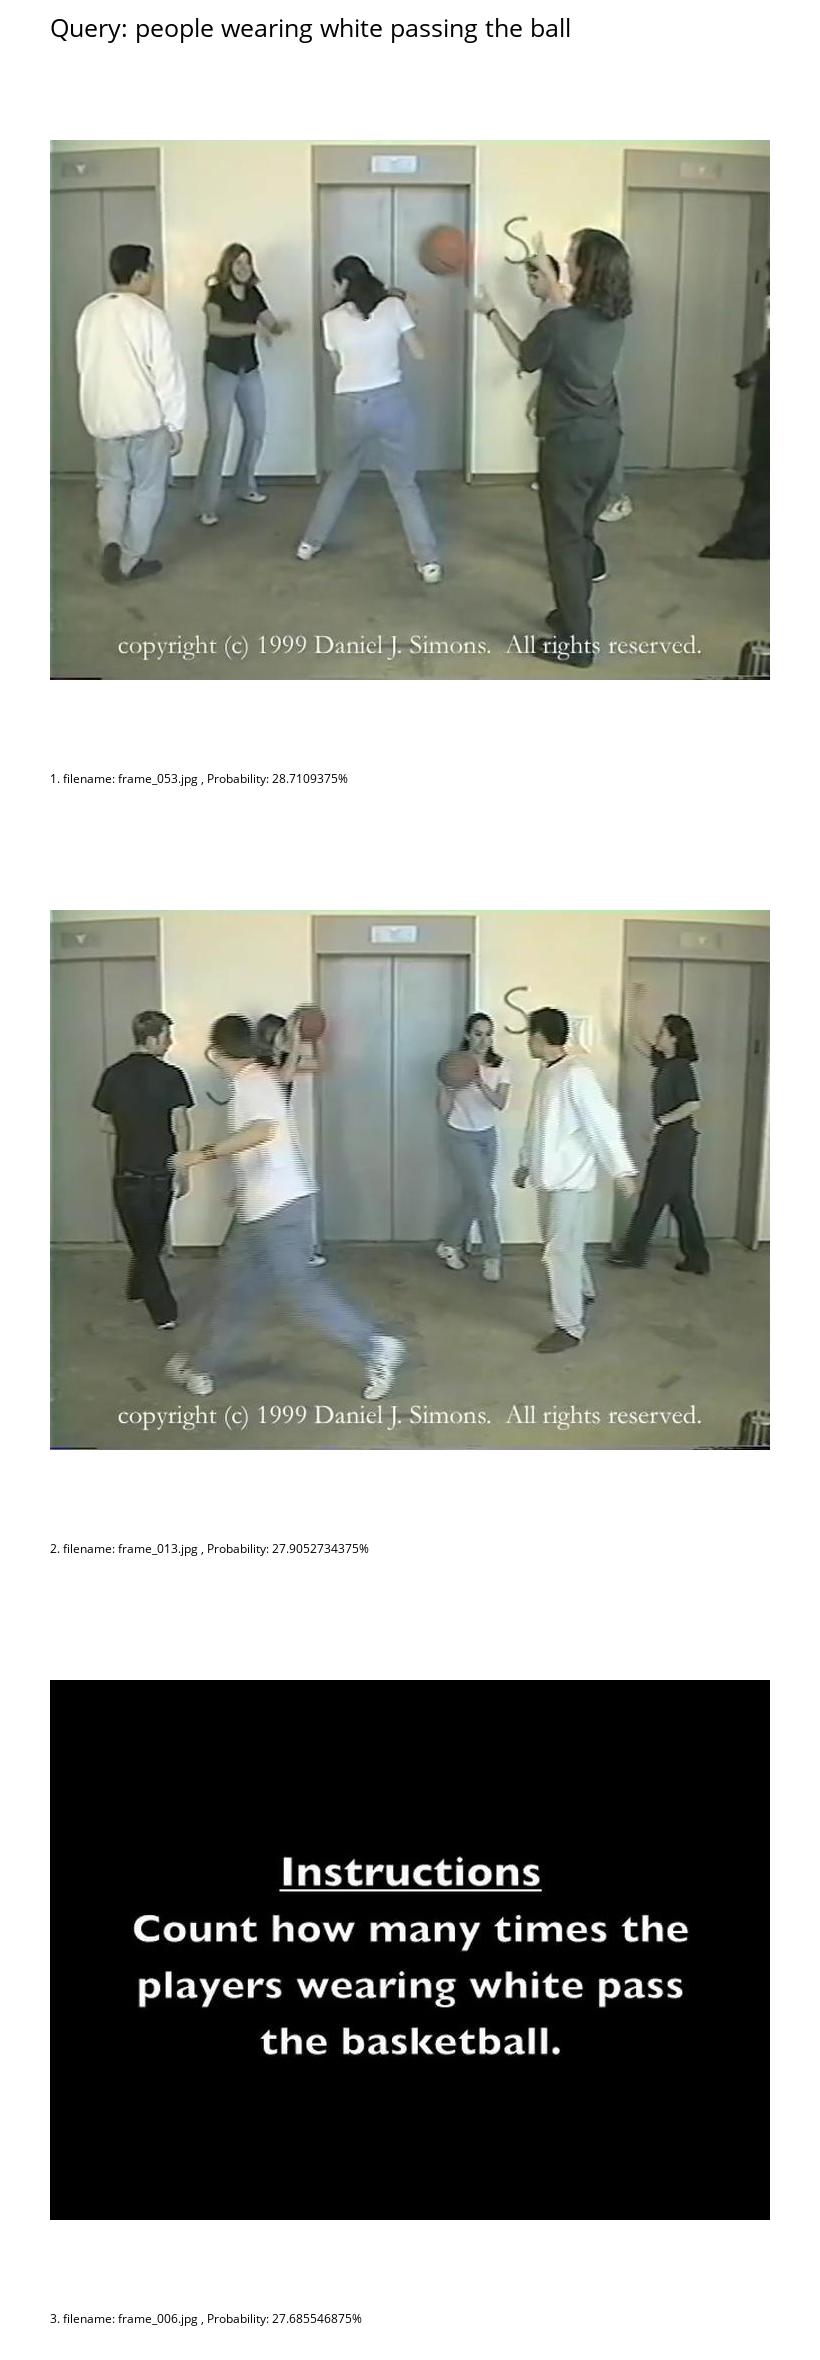 Query: people wearing white passing the ball
S
copyright (c) 1999 Daniel J. Simons.  All rights reserved.
1. filename: frame_053.jpg , Probability: 28.7109375%
S
copyright (c) 1999 Daniel J. Simons.  All rights reserved.
2. filename: frame_013.jpg , Probability: 27.9052734375%
Instructions
Count how many times the
players wearing white pass
the basketball.
3. filename: frame_006.jpg , Probability: 27.685546875%